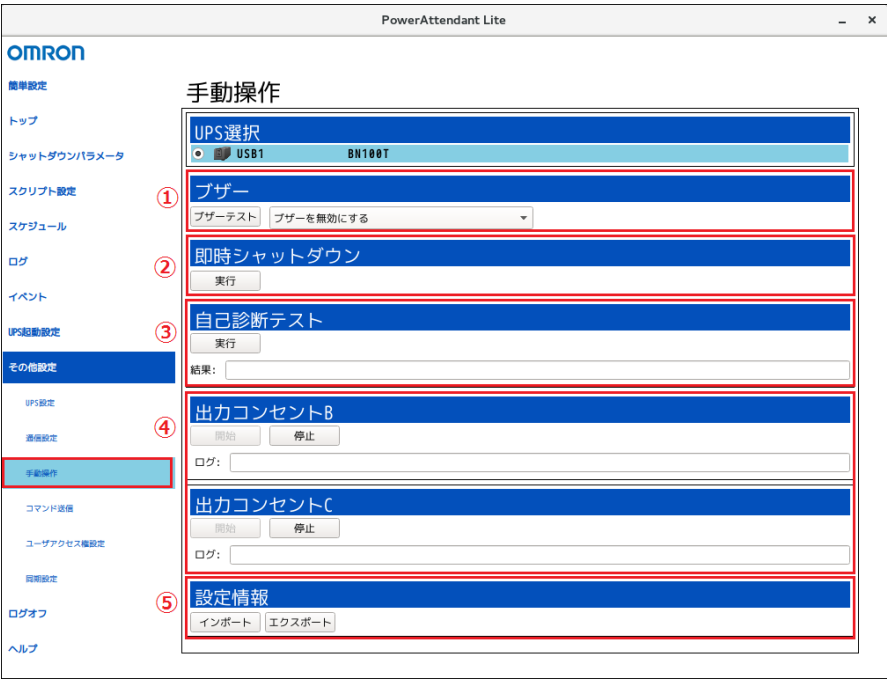 PowerAttendant Lite
OMRON
簡単設定
トップ
シャットダウンパラメータ
スクリプト設定
スケジュール
ログ
イベント
UPS起動設定
その他設定
UPS設定
通信設定
手動操作
コマンド送信
ユーザアクセス権設定
同期設定
ログオフ
ヘルプ
手動操作
UPS選択
USB1 BN100T
① ブザー
ブザーテスト ブザーを無効にする
② 即時シャットダウン
実行
③ 自己診断テスト
実行
結果:
④ 出力コンセントB
開始 停止
ログ:
出力コンセントC
開始 停止
ログ:
⑤ 設定情報
インポート エクスポート